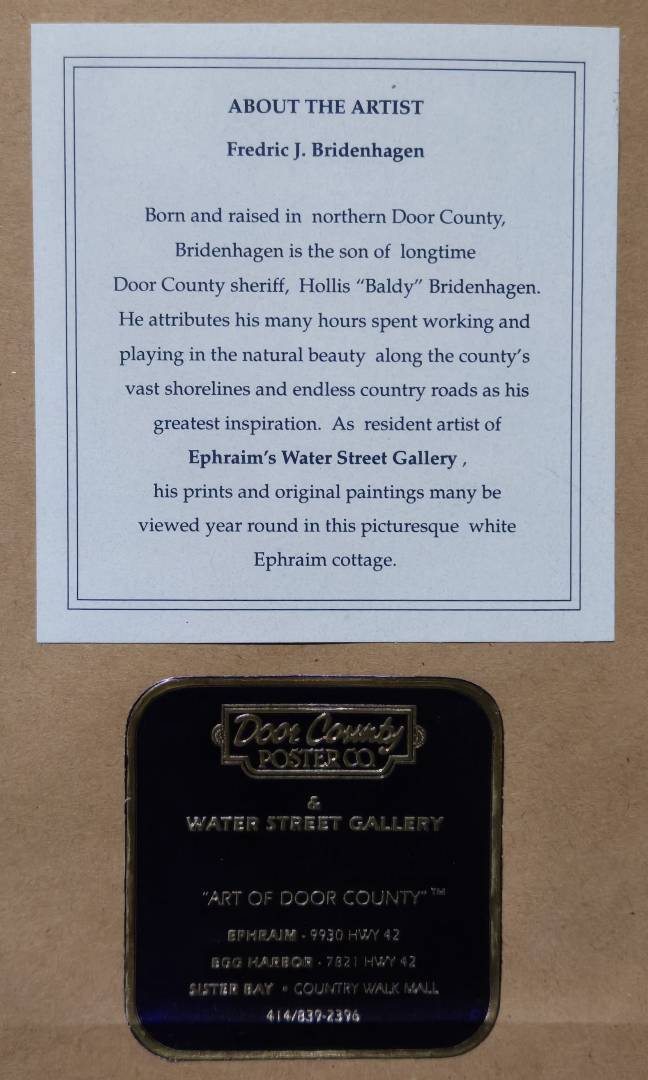 ABOUT THE ARTIST
Fredric J. Bridenhagen
Born and raised in northern Door County,
Bridenhagen is the son of longtime
Door County sheriff, Hollis “Baldy” Bridenhagen.
He attributes his many hours spent working and
playing in the natural beauty along the county’s
vast shorelines and endless country roads as his
greatest inspiration. As resident artist of
Ephraim’s Water Street Gallery ,
his prints and original paintings many be
viewed year round in this picturesque white
Ephraim cottage.
Door County
POSTER CO.
&
WATER STREET GALLERY
“ART OF DOOR COUNTY”™
EPHRAIM - 9930 HWY 42
EGG HARBOR - 7821 HWY 42
SISTER BAY • COUNTRY WALK MALL
414/839-2396